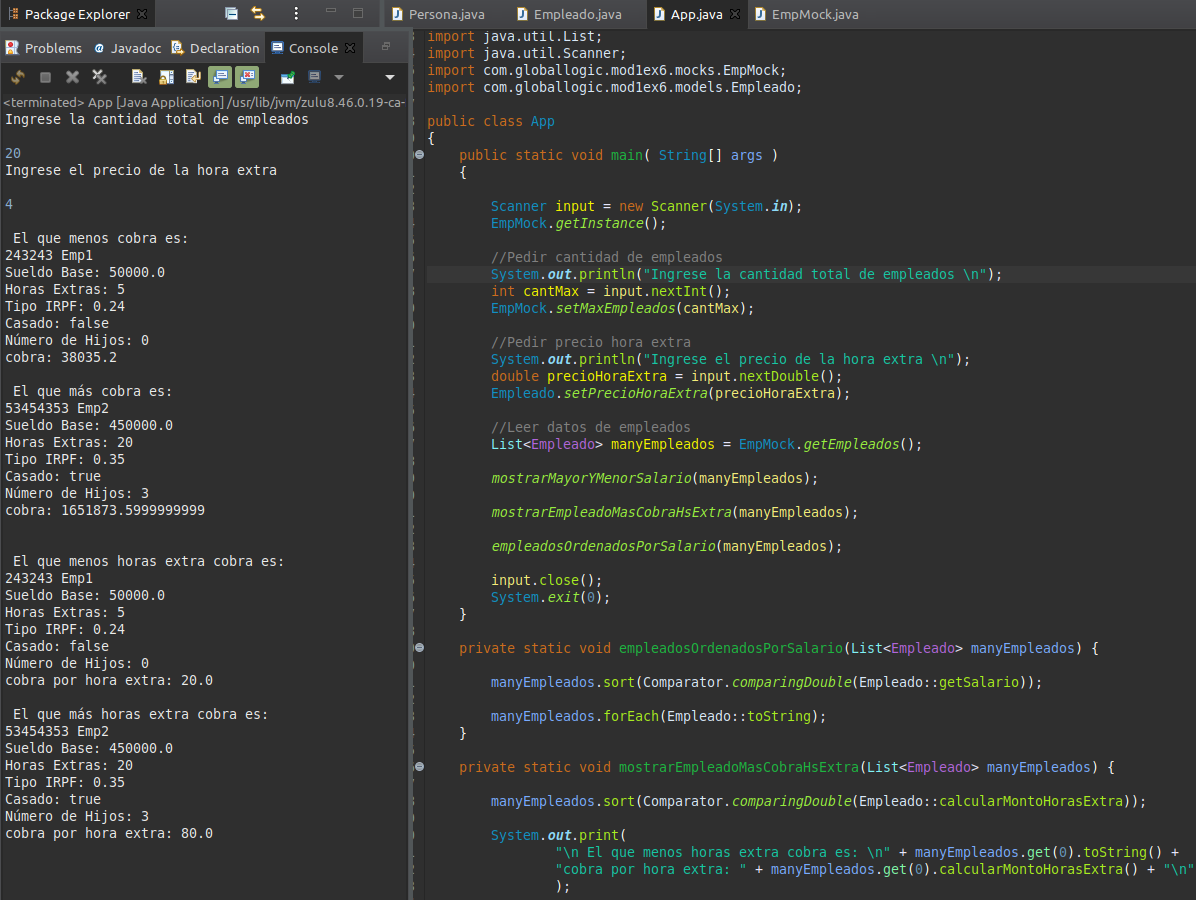 Package Explorer
Problems @ Javadoc Declaration Console
<terminated> App [Java Application] /usr/lib/jvm/zulu8.46.0.19-ca-
Ingrese la cantidad total de empleados
20
Ingrese el precio de la hora extra
4
El que menos cobra es:
243243 Emp1
Sueldo Base: 50000.0
Horas Extras: 5
Tipo IRPF: 0.24
Casado: false
Número de Hijos: 0
cobra: 38035.2
El que más cobra es:
53454353 Emp2
Sueldo Base: 450000.0
Horas Extras: 20
Tipo IRPF: 0.35
Casado: true
Número de Hijos: 3
cobra: 1651873.5999999999
El que menos horas extra cobra es:
243243 Emp1
Sueldo Base: 50000.0
Horas Extras: 5
Tipo IRPF: 0.24
Casado: false
Número de Hijos: 0
cobra por hora extra: 20.0
El que más horas extra cobra es:
53454353 Emp2
Sueldo Base: 450000.0
Horas Extras: 20
Tipo IRPF: 0.35
Casado: true
Número de Hijos: 3
cobra por hora extra: 80.0
Persona.java Empleado.java App.java EmpMock.java
import java.util.List;
import java.util.Scanner;
import com.globallogic.mod1ex6.mocks.EmpMock;
import com.globallogic.mod1ex6.models.Empleado;
public class App
{
public static void main( String[] args )
{
Scanner input = new Scanner(System.in);
EmpMock.getInstance();
//Pedir cantidad de empleados
System.out.println("Ingrese la cantidad total de empleados \n");
int cantMax = input.nextInt();
EmpMock.setMaxEmpleados(cantMax);
//Pedir precio hora extra
System.out.println("Ingrese el precio de la hora extra \n");
double precioHoraExtra = input.nextDouble();
Empleado.setPrecioHoraExtra(precioHoraExtra);
//Leer datos de empleados
List<Empleado> manyEmpleados = EmpMock.getEmpleados();
mostrarMayorYMenorSalario(manyEmpleados);
mostrarEmpleadoMasCobraHsExtra(manyEmpleados);
empleadosOrdenadosPorSalario(manyEmpleados);
input.close();
System.exit(0);
}
private static void empleadosOrdenadosPorSalario(List<Empleado> manyEmpleados) {
manyEmpleados.sort(Comparator.comparingDouble(Empleado::getSalario));
manyEmpleados.forEach(Empleado::toString);
}
private static void mostrarEmpleadoMasCobraHsExtra(List<Empleado> manyEmpleados) {
manyEmpleados.sort(Comparator.comparingDouble(Empleado::calcularMontoHorasExtra));
System.out.print(
"\n El que menos horas extra cobra es: \n" + manyEmpleados.get(0).toString() +
"cobra por hora extra: " + manyEmpleados.get(0).calcularMontoHorasExtra() + "\n"
);